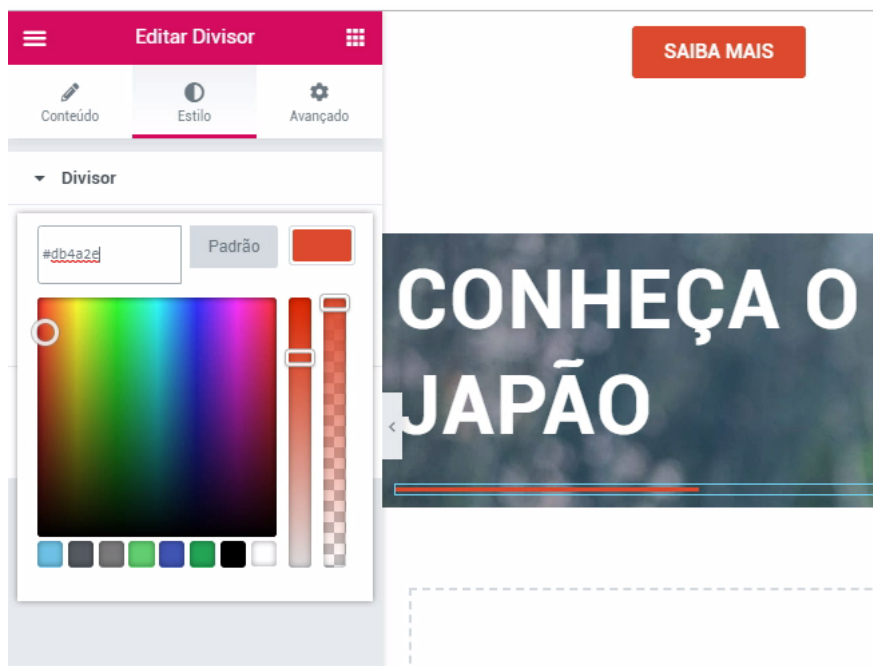 Editar Divisor
SAIBA MAIS
Conteúdo
Estilo
Avançado
Divisor
#db4a2e
Padrão
CONHEÇA O
JAPÃO